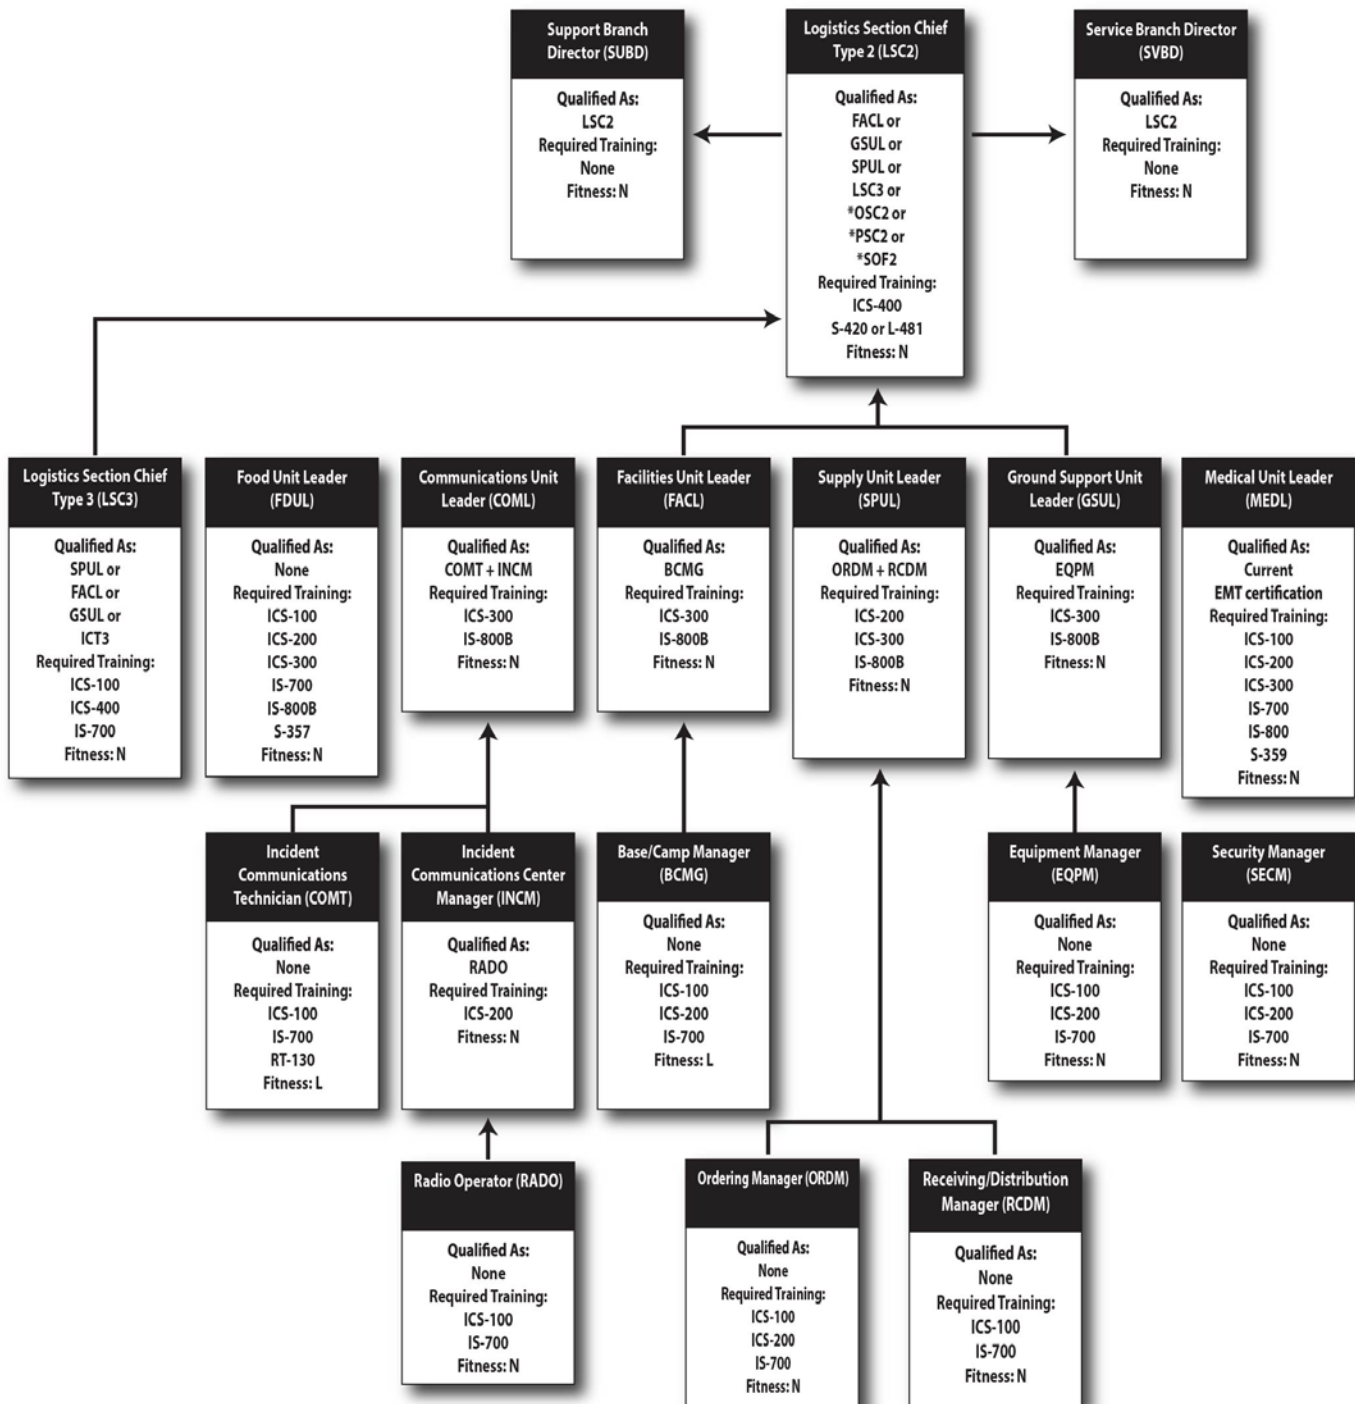 Support Branch
Director (SUBD)
Qualified As:
LSC2
Required Training:
None
Fitness: N
Logistics Section Chief
Type 2 (LSC2)
Qualified As:
FACL or
GSUL or
SPUL or
LSC3 or
*OSC2 or
*PSC2 or
*SOF2
Required Training:
ICS-400
S-420 or L-481
Fitness: N
Service Branch Director
(SVBD)
Qualified As:
LSC2
Required Training:
None
Fitness: N
Logistics Section Chief
Type 3 (LSC3)
Qualified As:
SPUL or
FACL or
GSUL or
ICT3
Required Training:
ICS-100
ICS-400
IS-700
Fitness: N
Food Unit Leader
(FDUL)
Qualified As:
None
Required Training:
ICS-100
ICS-200
ICS-300
IS-700
IS-800B
S-357
Fitness: N
Communications Unit
Leader (COML)
Qualified As:
COMT + INCM
Required Training:
ICS-300
IS-800B
Fitness: N
Facilities Unit Leader
(FACL)
Qualified As:
BCMG
Required Training:
ICS-300
IS-800B
Fitness: N
Supply Unit Leader
(SPUL)
Qualified As:
ORDM + RCDM
Required Training:
ICS-200
ICS-300
IS-800B
Fitness: N
Ground Support Unit
Leader (GSUL)
Qualified As:
EQPM
Required Training:
ICS-300
IS-800B
Fitness: N
Medical Unit Leader
(MEDL)
Qualified As:
Current
EMT certification
Required Training:
ICS-100
ICS-200
ICS-300
IS-700
IS-800
S-359
Fitness: N
Incident
Communications
Technician (COMT)
Qualified As:
None
Required Training:
ICS-100
IS-700
RT-130
Fitness: L
Incident
Communications Center
Manager (INCM)
Qualified As:
RADO
Required Training:
ICS-200
Fitness: N
Base/Camp Manager
(BCMG)
Qualified As:
None
Required Training:
ICS-100
ICS-200
IS-700
Fitness: L
Equipment Manager
(EQPM)
Qualified As:
None
Required Training:
ICS-100
ICS-200
IS-700
Fitness: N
Security Manager
(SECM)
Qualified As:
None
Required Training:
ICS-100
ICS-200
IS-700
Fitness: N
Radio Operator (RADO)
Qualified As:
None
Required Training:
ICS-100
IS-700
Fitness: N
Ordering Manager (ORDM)
Qualified As:
None
Required Training:
ICS-100
ICS-200
IS-700
Fitness: N
Receiving/Distribution
Manager (RCDM)
Qualified As:
None
Required Training:
ICS-100
IS-700
Fitness: N